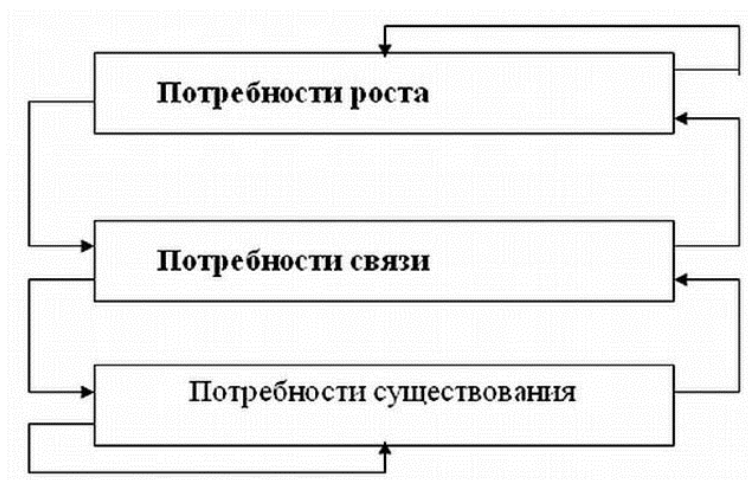 Потребности роста
Потребности связи
Потребности существования